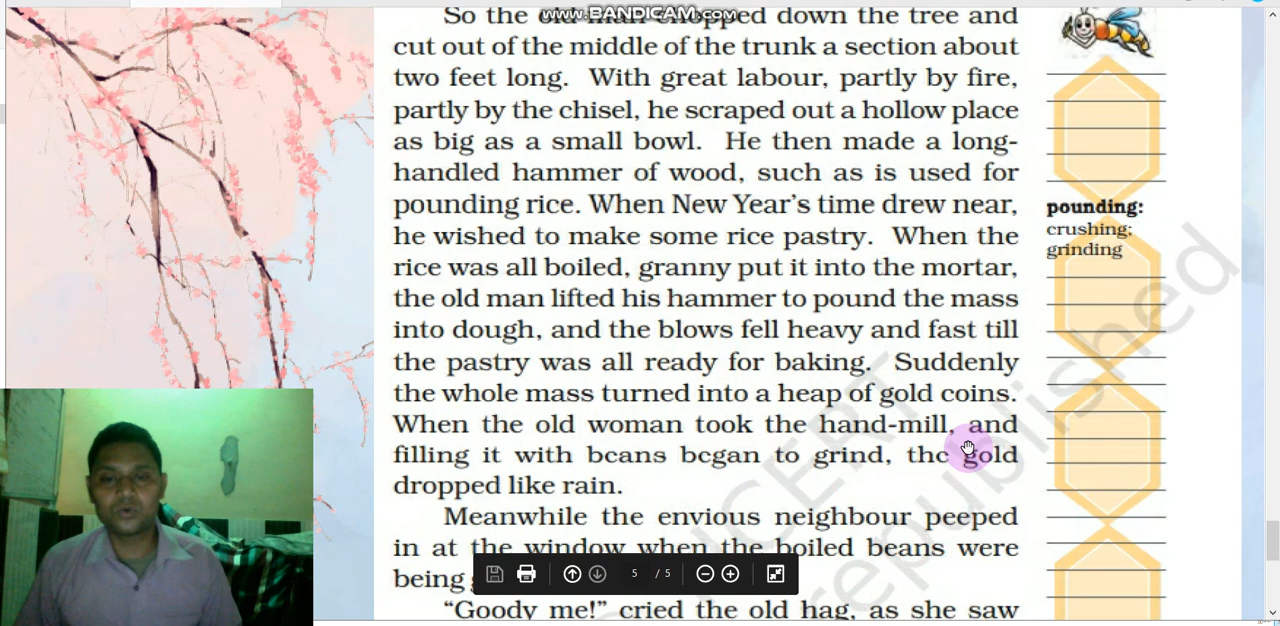 www.BANDICAM.com
So the old man chopped down the tree and
cut out of the middle of the trunk a section about
two feet long. With great labour, partly by fire,
partly by the chisel, he scraped out a hollow place
as big as a small bowl. He then made a long-
handled hammer of wood, such as is used for
pounding rice. When New Year's time drew near,
he wished to make some rice pastry. When the
rice was all boiled, granny put it into the mortar,
the old man lifted his hammer to pound the mass
into dough, and the blows fell heavy and fast till
the pastry was all ready for baking. Suddenly
the whole mass turned into a heap of gold coins.
When the old woman took the hand-mill, and
filling it with beans began to grind, the gold
dropped like rain.
Meanwhile the envious neighbour peeped
in at the window when the boiled beans were
being
"Goody me!" cried the old hag, as she saw
pounding:
crushing;
grinding
NCERT
republished
5 / 5